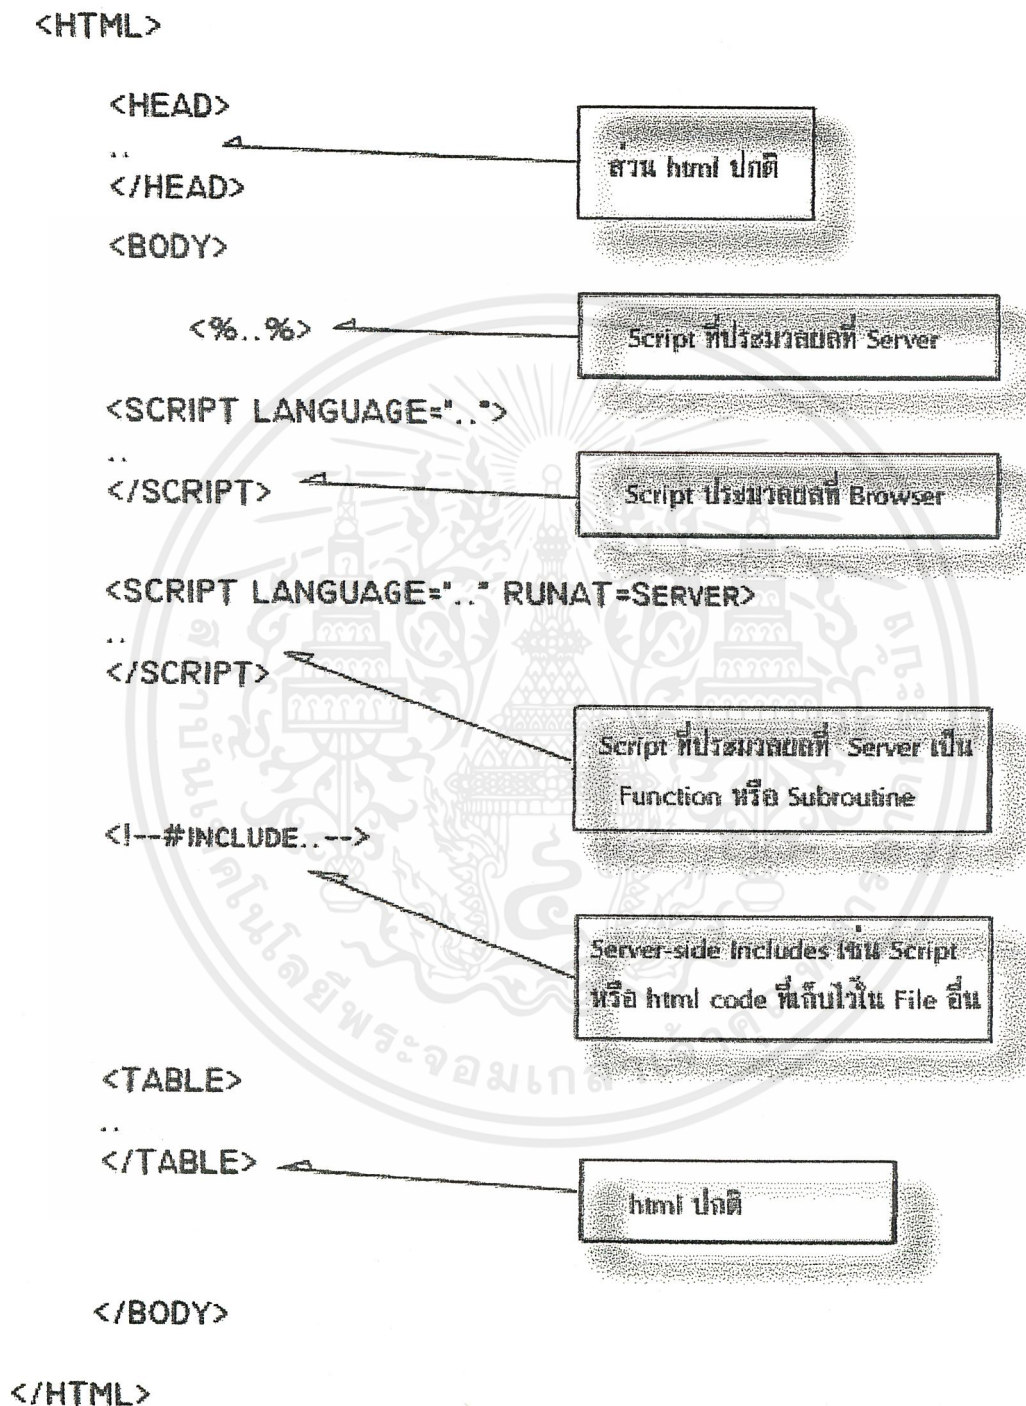 <HTML>
<HEAD>
..
</HEAD>
ส่วน html ปกติ
<BODY>
<%..%>
Script ที่ประมวลผลที่ Server
<SCRIPT LANGUAGE="..">
..
</SCRIPT>
Script ประมวลผลที่ Browser
<SCRIPT LANGUAGE=".." RUNAT=SERVER>
..
</SCRIPT>
Script ที่ประมวลผลที่ Server เป็น
Function หรือ Subroutine
<!--#INCLUDE..-->
Server-side Includes เช่น Script
หรือ html code ที่เก็บไว้ใน File อื่น
<TABLE>
..
</TABLE>
html ปกติ
</BODY>
</HTML>